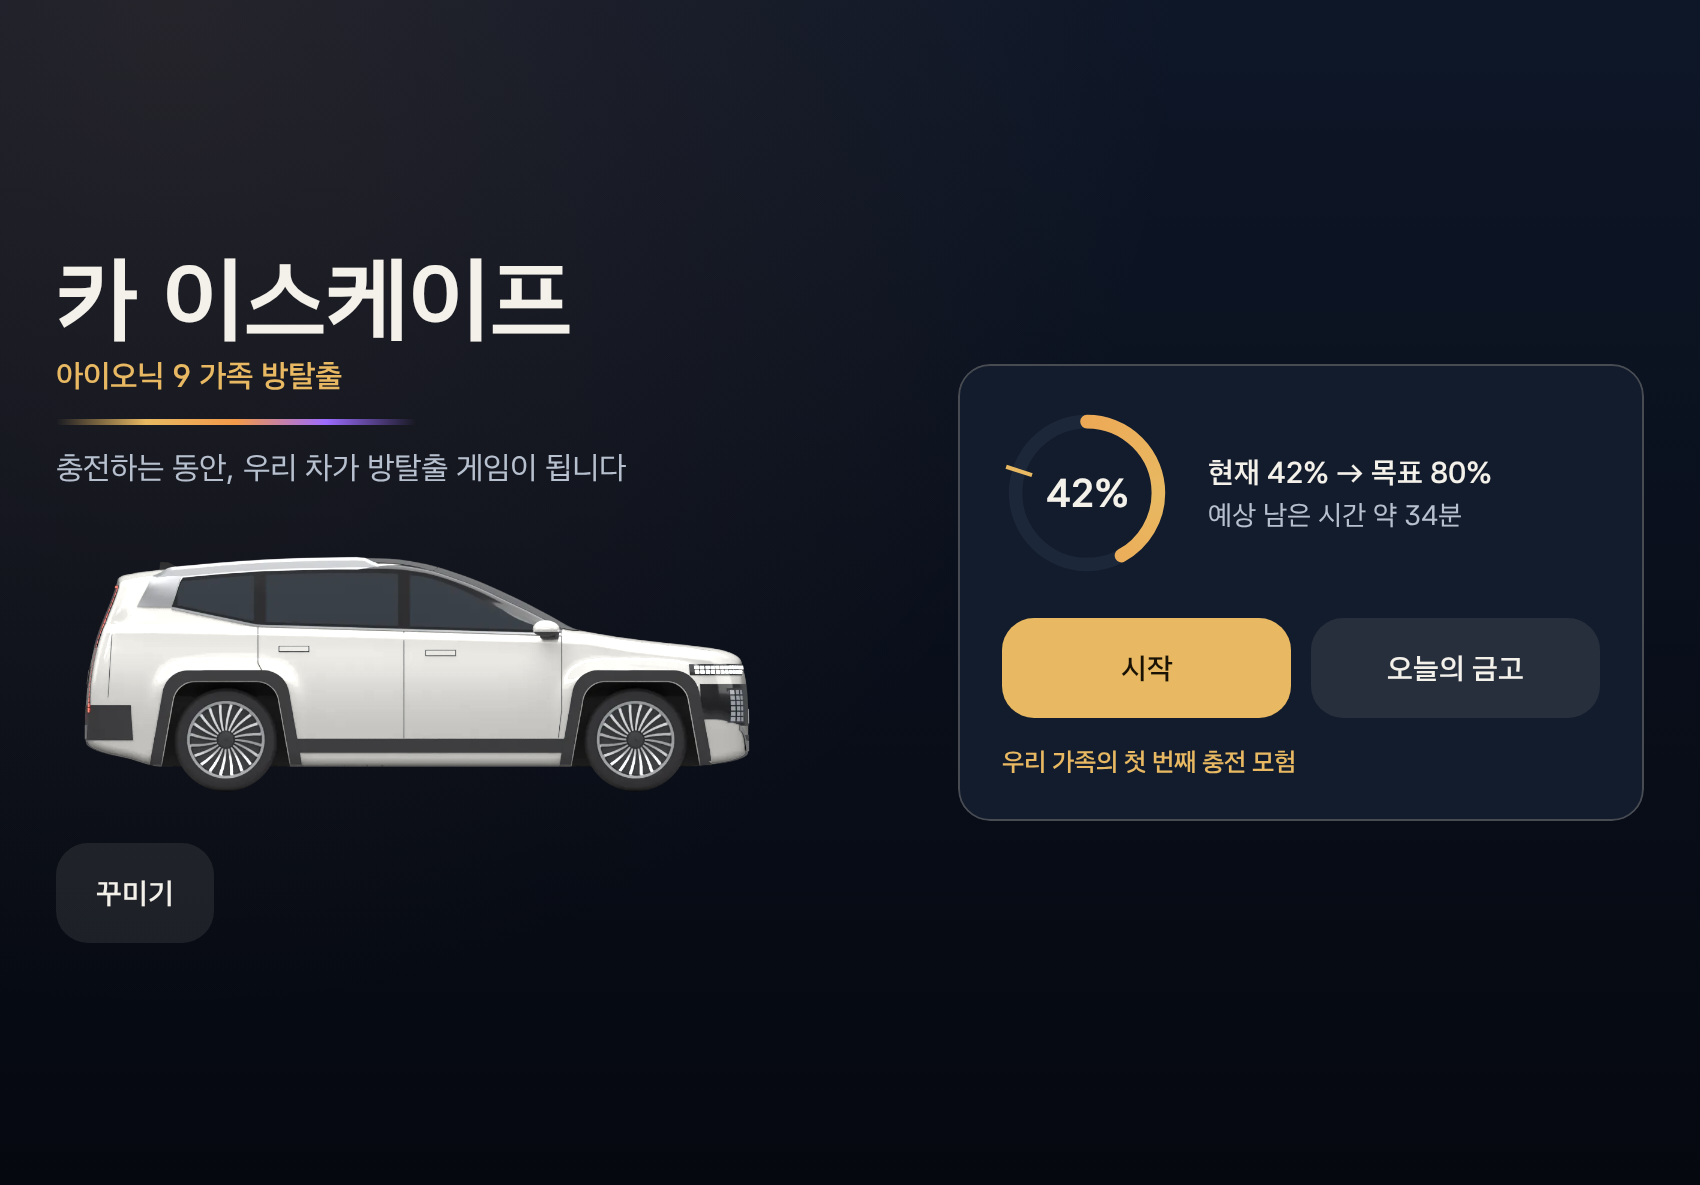 카 이스케이프
아이오닉 9 가족 방탈출
충전하는 동안, 우리 차가 방탈출 게임이 됩니다
꾸미기
42%
현재 42% → 목표 80%
예상 남은 시간 약 34분
시작
오늘의 금고
우리 가족의 첫 번째 충전 모험